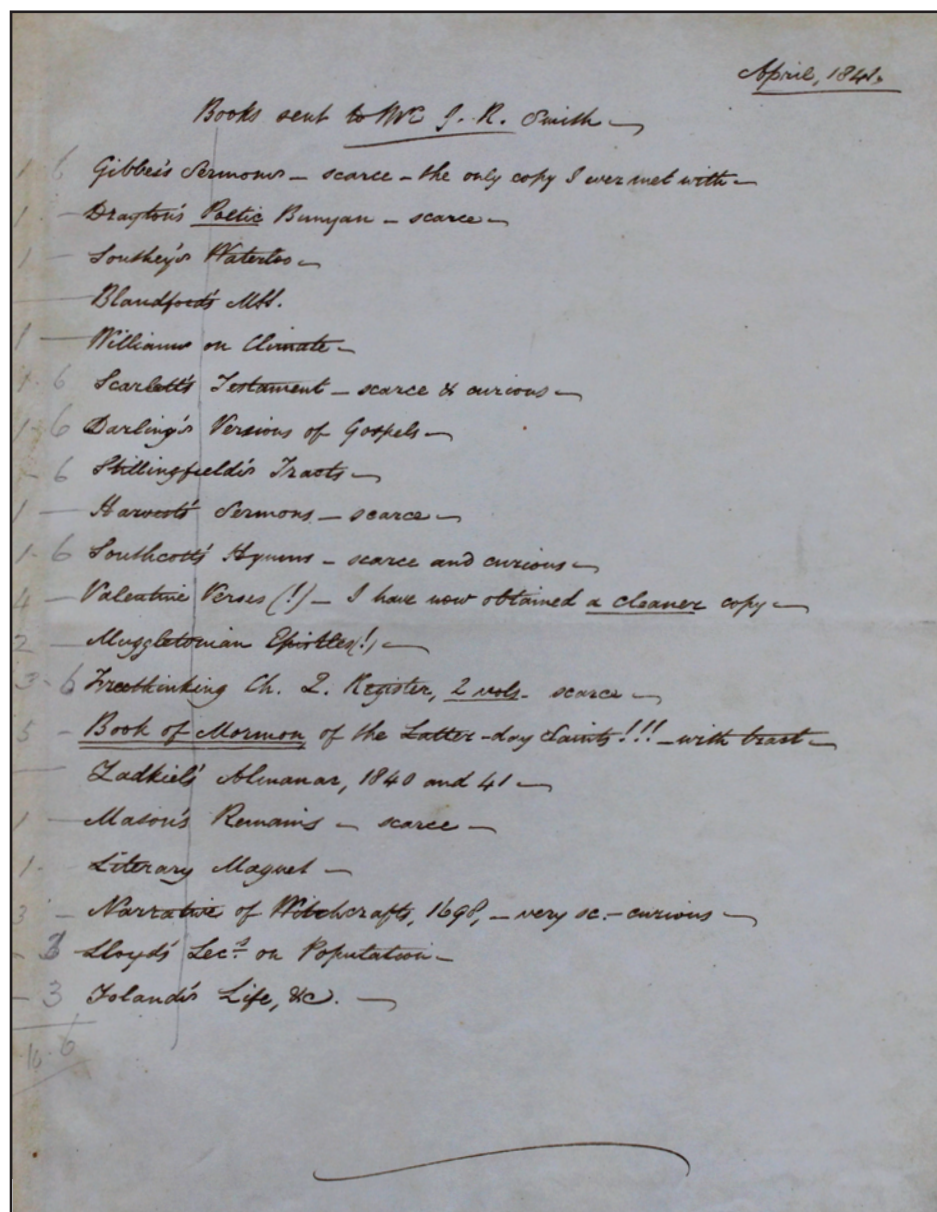 April, 1841.
Books sent to Mr J. R. Smith —
1 6 Gibbes's Sermons — scarce — the only copy I ever met with —
1 — Drayton's Poetic Bunyan — scarce —
1 — Southey's Waterloo —
— Blandford's MSS.
1 — Williams on Climate —
1 - 6 Scarlett's Testament — scarce & curious —
1 - 6 Darling's Versions of Gospels —
- 6 Stillingfield's Tracts —
1 — Harvest's Sermons — scarce —
1 - 6 Southcott's Hymns — scarce and curious —
4 — Valentine Verses (!) — I have now obtained a cleaner copy —
2 — Muggletonian Epistles (!) —
3 - 6 Freethinking Ch. Q. Register, 2 vols - scarce —
5 - Book of Mormon, of the Latter-day Saints!!! — with tract —
— Zadkiel's Almanac, 1840 and 41 —
1 — Mason's Remains — scarce —
1 - Literary Magnet —
3 - Narrative of Witchcrafts, 1698, — very sc. — curious —
- Lloyd's Lecs. on Population —
- 3 Toland's Life, &c. —